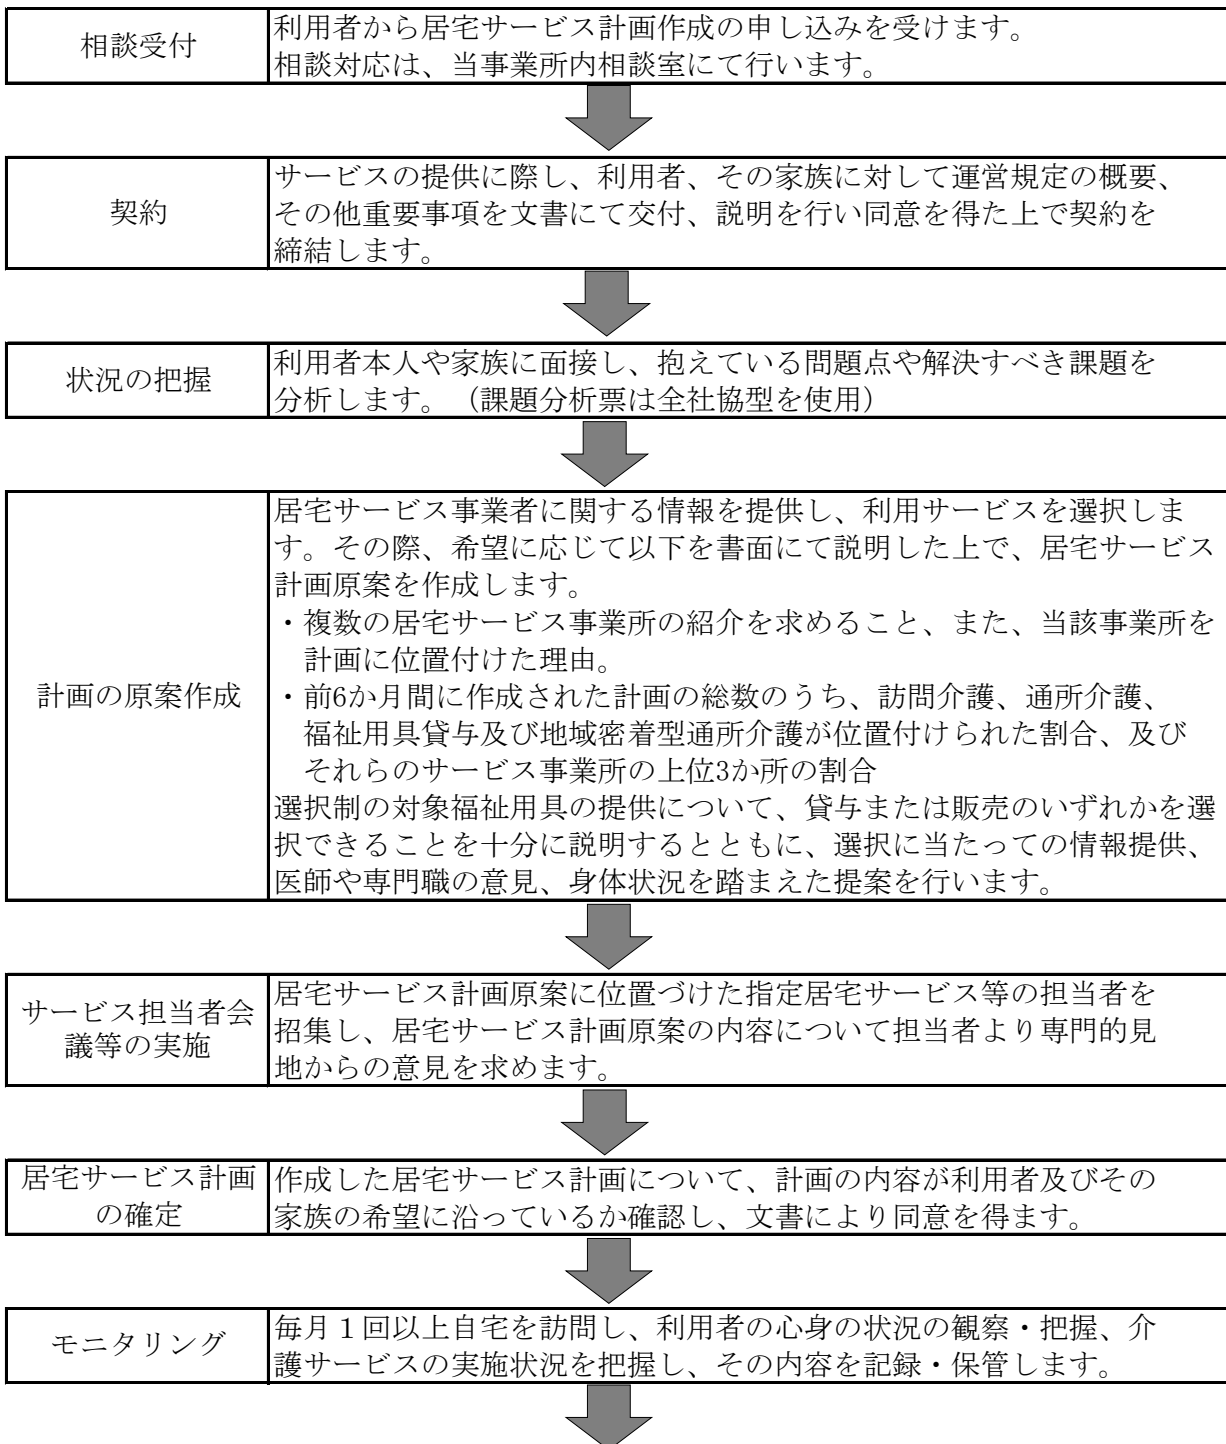 相談受付
利用者から居宅サービス計画作成の申し込みを受けます。
相談対応は、当事業所内相談室にて行います。
契約
サービスの提供に際し、利用者、その家族に対して運営規定の概要、
その他重要事項を文書にて交付、説明を行い同意を得た上で契約を
締結します。
状況の把握
利用者本人や家族に面接し、抱えている問題点や解決すべき課題を
分析します。（課題分析票は全社協型を使用）
計画の原案作成
居宅サービス事業者に関する情報を提供し、利用サービスを選択しま
す。その際、希望に応じて以下を書面にて説明した上で、居宅サービス
計画原案を作成します。
・複数の居宅サービス事業所の紹介を求めること、また、当該事業所を
計画に位置付けた理由。
・前6か月間に作成された計画の総数のうち、訪問介護、通所介護、
福祉用具貸与及び地域密着型通所介護が位置付けられた割合、及び
それらのサービス事業所の上位3か所の割合
選択制の対象福祉用具の提供について、貸与または販売のいずれかを選
択できることを十分に説明するとともに、選択に当たっての情報提供、
医師や専門職の意見、身体状況を踏まえた提案を行います。
サービス担当者会
議等の実施
居宅サービス計画原案に位置づけた指定居宅サービス等の担当者を
招集し、居宅サービス計画原案の内容について担当者より専門的見
地からの意見を求めます。
居宅サービス計画
の確定
作成した居宅サービス計画について、計画の内容が利用者及びその
家族の希望に沿っているか確認し、文書により同意を得ます。
モニタリング
毎月１回以上自宅を訪問し、利用者の心身の状況の観察・把握、介
護サービスの実施状況を把握し、その内容を記録・保管します。